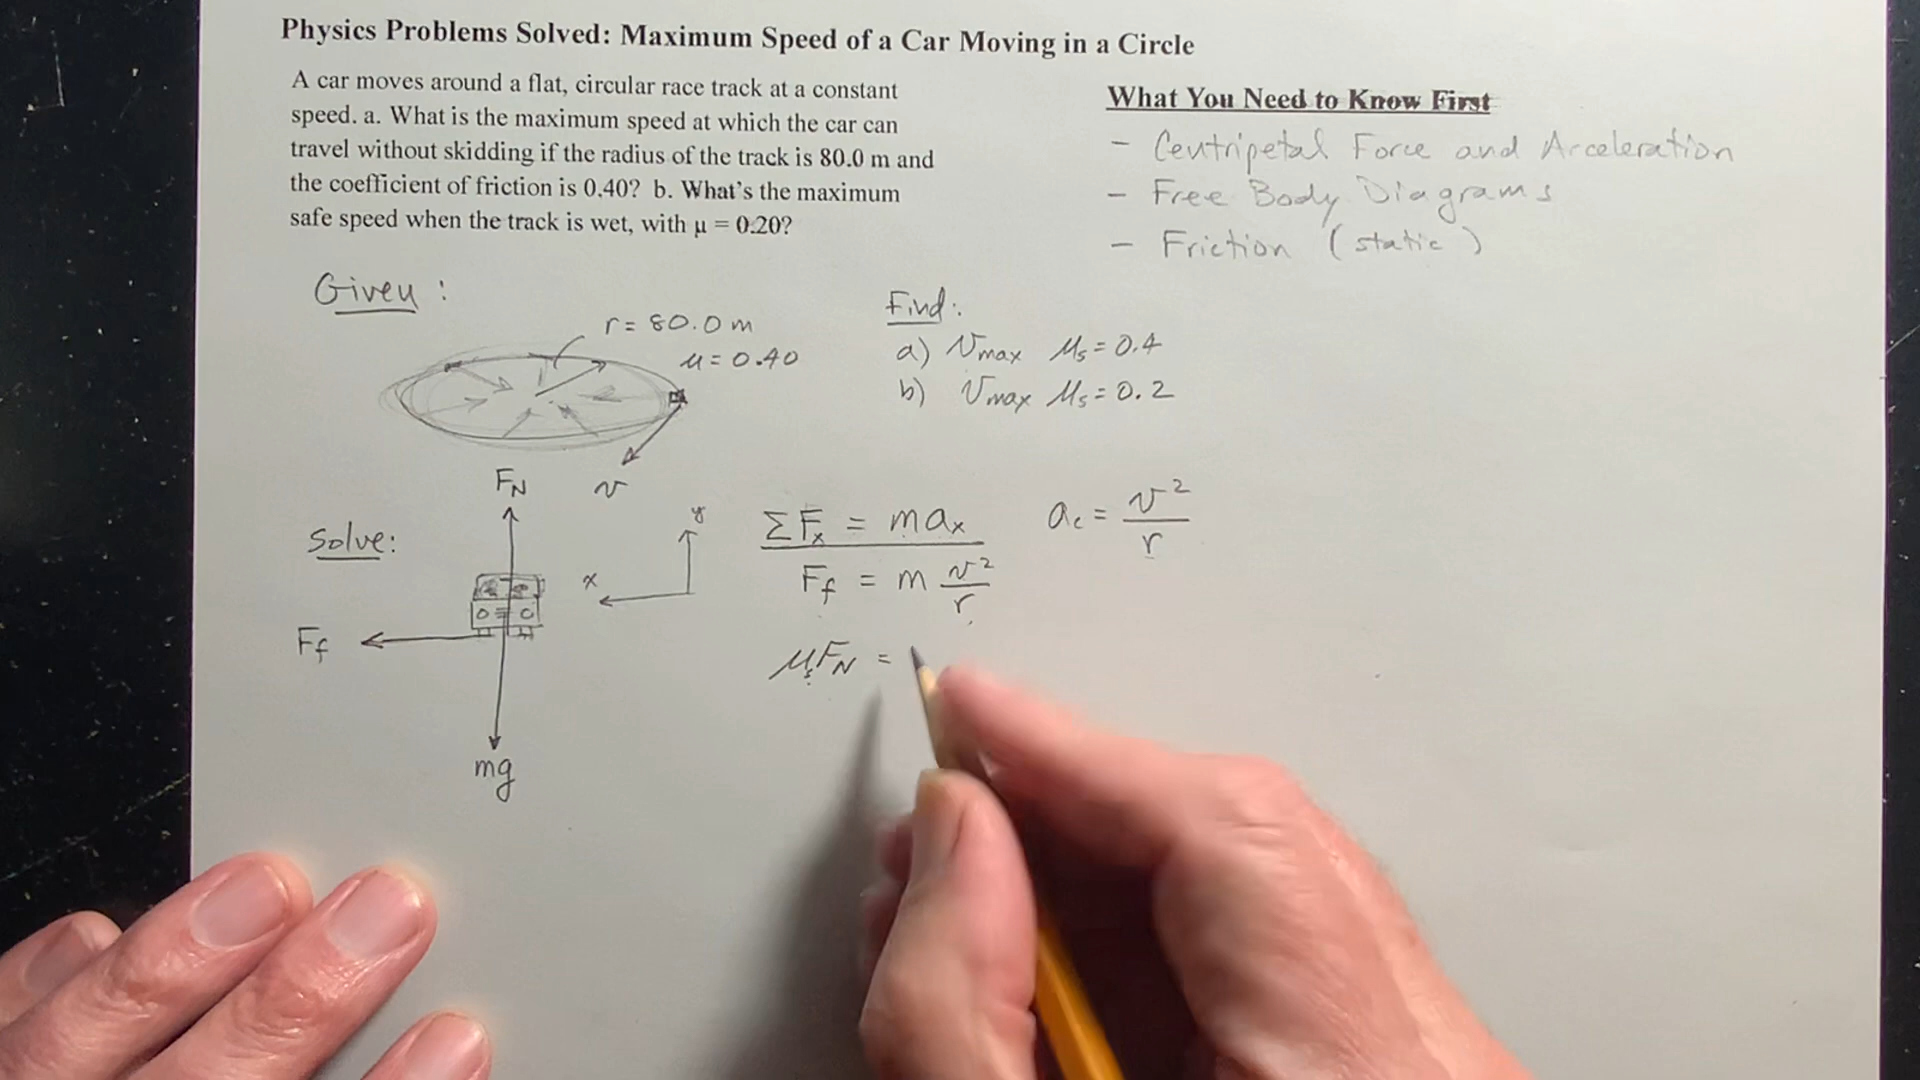 Physics Problems Solved: Maximum Speed of a Car Moving in a Circle
A car moves around a flat, circular race track at a constant
speed. a. What is the maximum speed at which the car can
travel without skidding if the radius of the track is 80.0 m and
the coefficient of friction is 0.40? b. What's the maximum
safe speed when the track is wet, with μ = 0.20?
What You Need to Know First
- Centripetal Force and Acceleration
- Free Body Diagrams
- Friction (static)
Given:
r = 80.0 m
μ = 0.40
v
Find:
a) vmax μs = 0.4
b) vmax μs = 0.2
Solve:
FN
Ff
mg
y
x
ΣFx = max
Ff = m v²/r
μsFN =
ac = v²/r